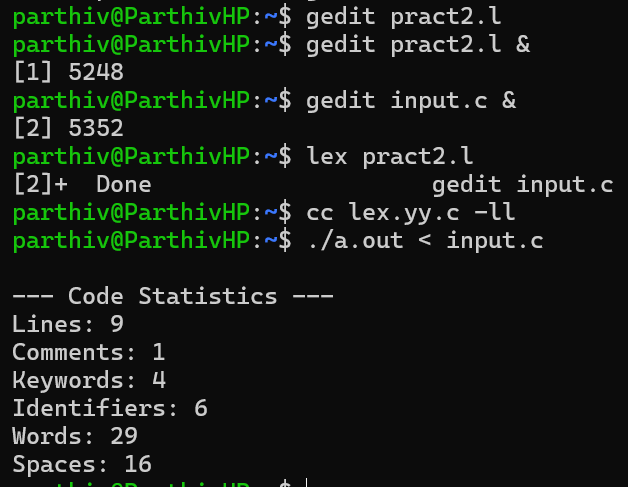 parthiv@ParthivHP:~$ gedit pract2.l
parthiv@ParthivHP:~$ gedit pract2.l &
[1] 5248
parthiv@ParthivHP:~$ gedit input.c &
[2] 5352
parthiv@ParthivHP:~$ lex pract2.l
[2]+  Done                    gedit input.c
parthiv@ParthivHP:~$ cc lex.yy.c -ll
parthiv@ParthivHP:~$ ./a.out < input.c

--- Code Statistics ---
Lines: 9
Comments: 1
Keywords: 4
Identifiers: 6
Words: 29
Spaces: 16
parthiv@ParthivHP:~$